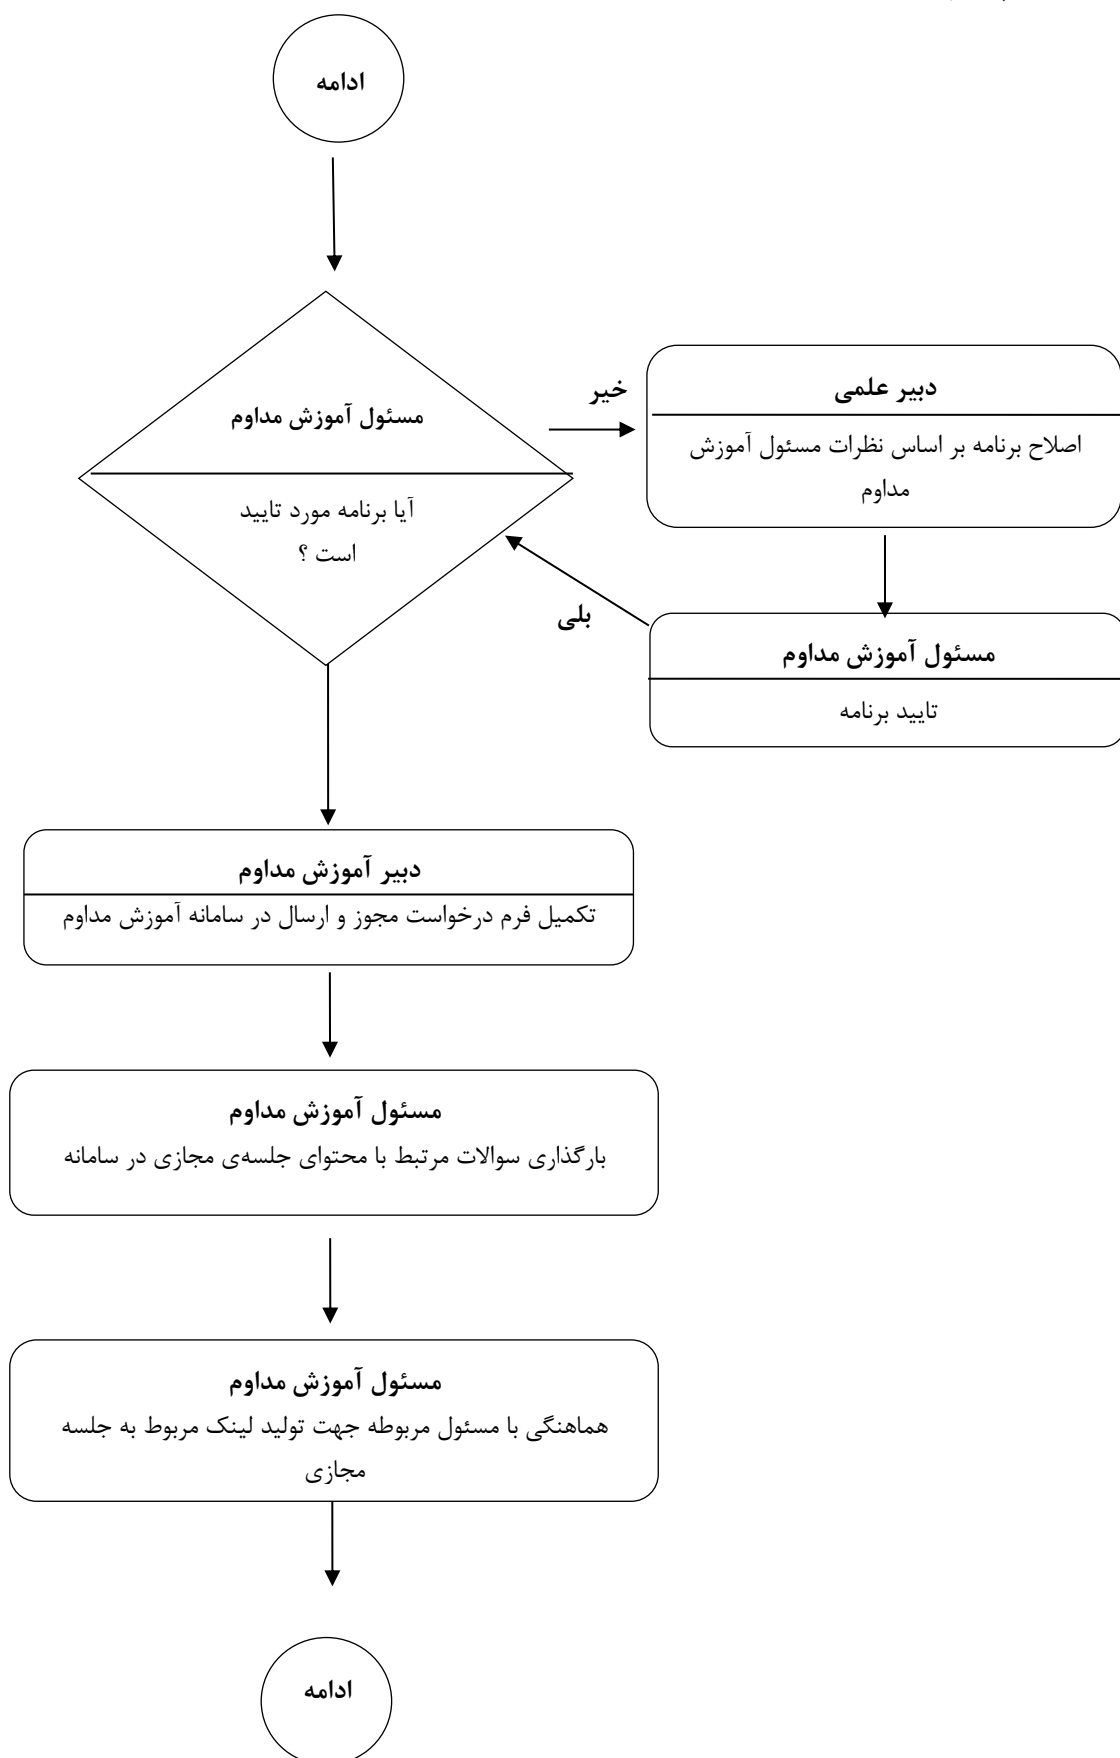 ادامه
مسئول آموزش مداوم
آیا برنامه مورد تایید
است ؟
خیر
دبیر علمی
اصلاح برنامه بر اساس نظرات مسئول آموزش
مداوم
مسئول آموزش مداوم
تایید برنامه
بلی
دبیر آموزش مداوم
تکمیل فرم درخواست مجوز و ارسال در سامانه آموزش مداوم
مسئول آموزش مداوم
بارگذاری سوالات مرتبط با محتوای جلسه‌ی مجازی در سامانه
مسئول آموزش مداوم
هماهنگی با مسئول مربوطه جهت تولید لینک مربوط به جلسه
مجازی
ادامه